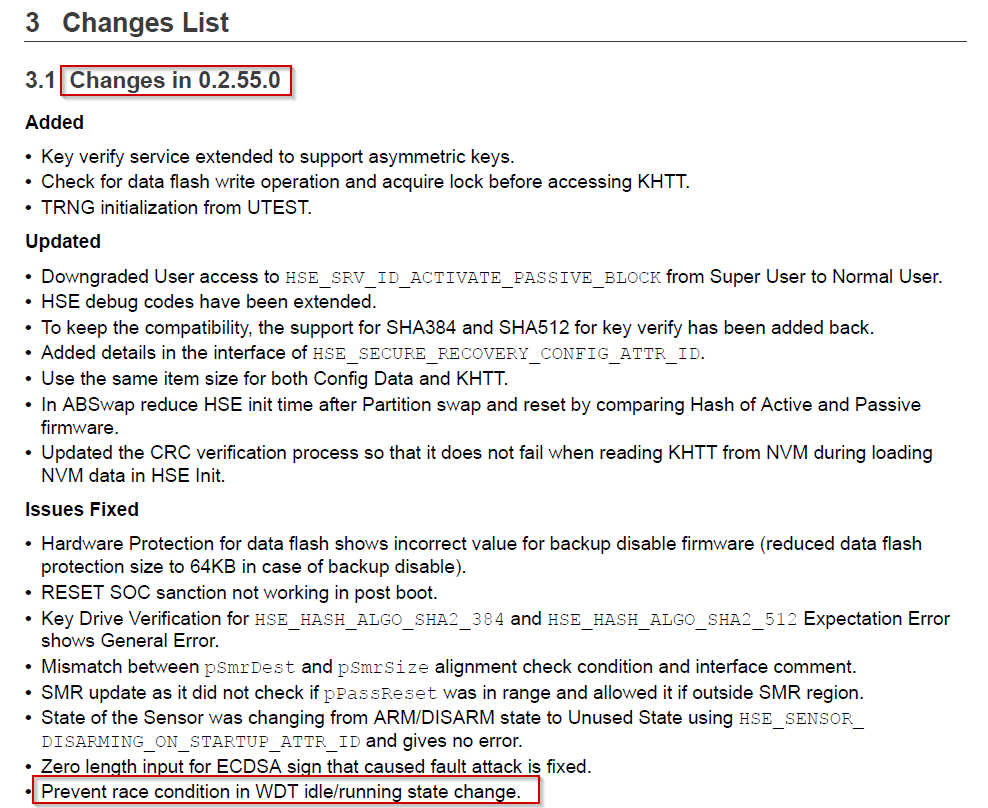 3 Changes List
3.1 Changes in 0.2.55.0
Added
• Key verify service extended to support asymmetric keys.
• Check for data flash write operation and acquire lock before accessing KHTT.
• TRNG initialization from UTEST.
Updated
• Downgraded User access to HSE_SRV_ID_ACTIVATE_PASSIVE_BLOCK from Super User to Normal User.
• HSE debug codes have been extended.
• To keep the compatibility, the support for SHA384 and SHA512 for key verify has been added back.
• Added details in the interface of HSE_SECURE_RECOVERY_CONFIG_ATTR_ID.
• Use the same item size for both Config Data and KHTT.
• In ABSwap reduce HSE init time after Partition swap and reset by comparing Hash of Active and Passive
firmware.
• Updated the CRC verification process so that it does not fail when reading KHTT from NVM during loading
NVM data in HSE Init.
Issues Fixed
• Hardware Protection for data flash shows incorrect value for backup disable firmware (reduced data flash
protection size to 64KB in case of backup disable).
• RESET SOC sanction not working in post boot.
• Key Drive Verification for HSE_HASH_ALGO_SHA2_384 and HSE_HASH_ALGO_SHA2_512 Expectation Error
shows General Error.
• Mismatch between pSmrDest and pSmrSize alignment check condition and interface comment.
• SMR update as it did not check if pPassReset was in range and allowed it if outside SMR region.
• State of the Sensor was changing from ARM/DISARM state to Unused State using HSE_SENSOR_
DISARMING_ON_STARTUP_ATTR_ID and gives no error.
• Zero length input for ECDSA sign that caused fault attack is fixed.
• Prevent race condition in WDT idle/running state change.